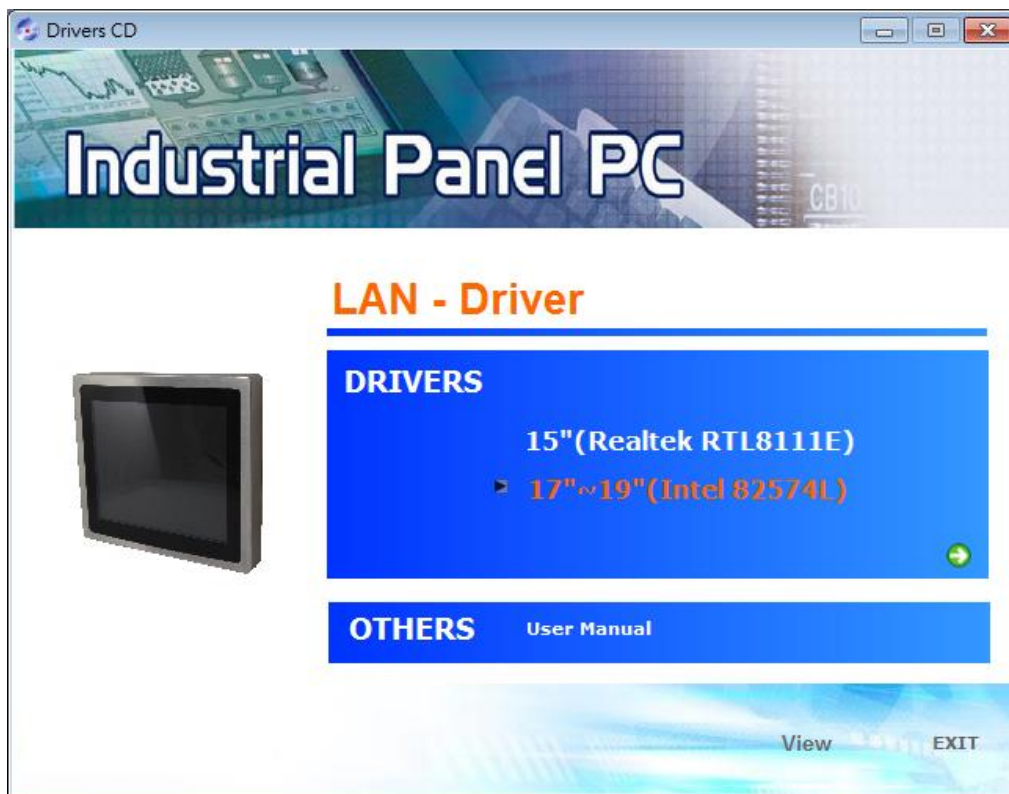 Drivers CD
Industrial Panel PC
CB10
LAN - Driver
DRIVERS
15"(Realtek RTL8111E)
17"~19"(Intel 82574L)
OTHERS User Manual
View EXIT